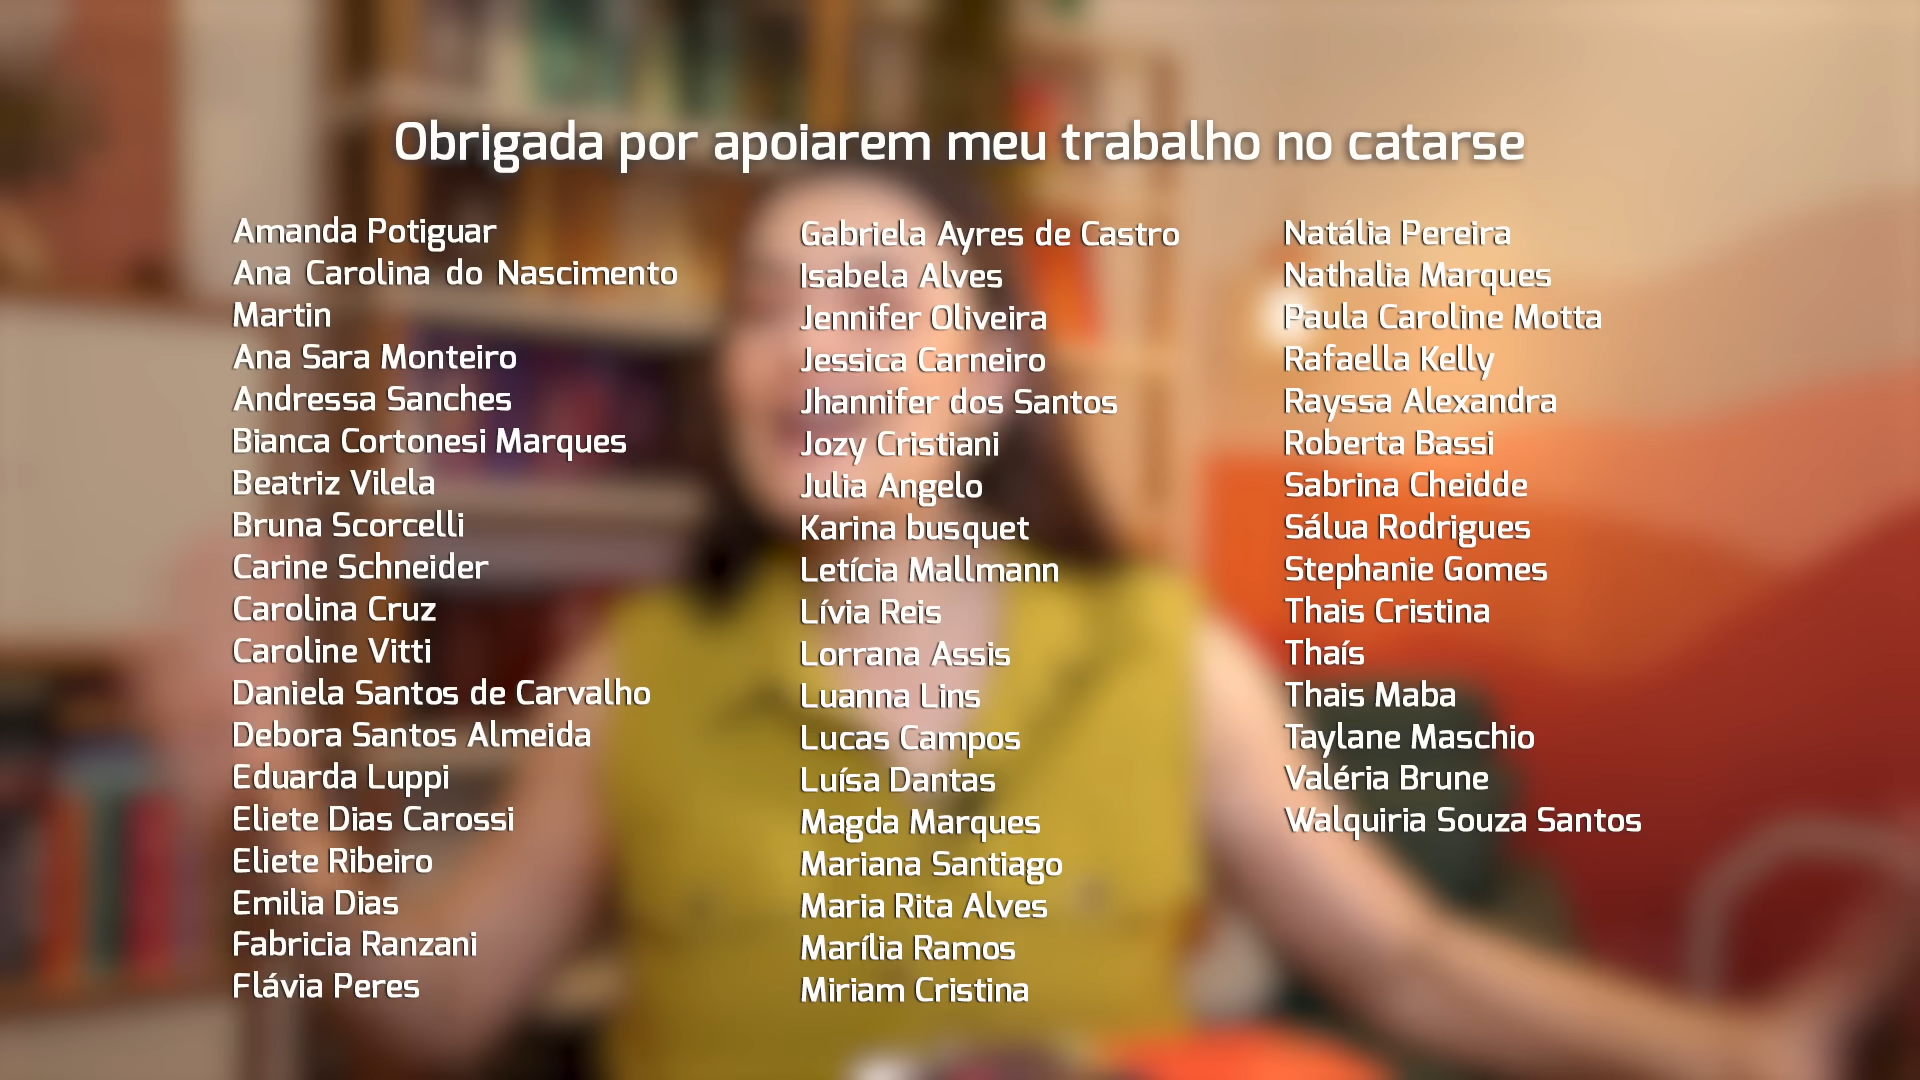 Obrigada por apoiarem meu trabalho no catarse
Amanda Potiguar
Ana Carolina do Nascimento
Martin
Ana Sara Monteiro
Andressa Sanches
Bianca Cortonesi Marques
Beatriz Vilela
Bruna Scorcelli
Carine Schneider
Carolina Cruz
Caroline Vitti
Daniela Santos de Carvalho
Debora Santos Almeida
Eduarda Luppi
Eliete Dias Carossi
Eliete Ribeiro
Emilia Dias
Fabricia Ranzani
Flávia Peres
Gabriela Ayres de Castro
Isabela Alves
Jennifer Oliveira
Jessica Carneiro
Jhannifer dos Santos
Jozy Cristiani
Julia Angelo
Karina busquet
Letícia Mallmann
Lívia Reis
Lorrana Assis
Luanna Lins
Lucas Campos
Luísa Dantas
Magda Marques
Mariana Santiago
Maria Rita Alves
Marília Ramos
Miriam Cristina
Natália Pereira
Nathalia Marques
Paula Caroline Motta
Rafaella Kelly
Rayssa Alexandra
Roberta Bassi
Sabrina Cheidde
Sálua Rodrigues
Stephanie Gomes
Thais Cristina
Thaís
Thais Maba
Taylane Maschio
Valéria Brune
Walquiria Souza Santos